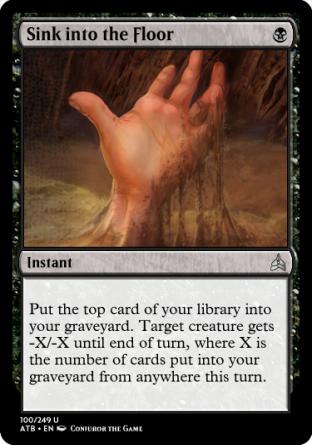 Sink into the Floor
Instant
Put the top card of your library into
your graveyard. Target creature gets
-X/-X until end of turn, where X is
the number of cards put into your
graveyard from anywhere this turn.
100/249 U
ATB • EN Conjuror the Game